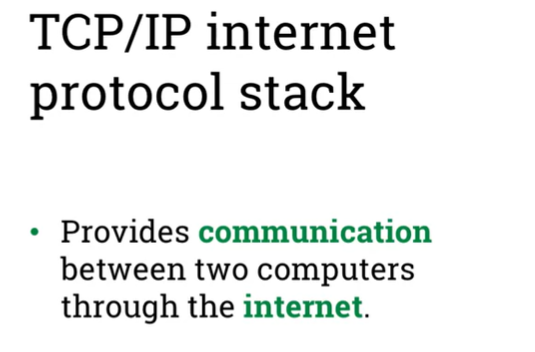 TCP/IP internet
protocol stack
• Provides communication
between two computers
through the internet.